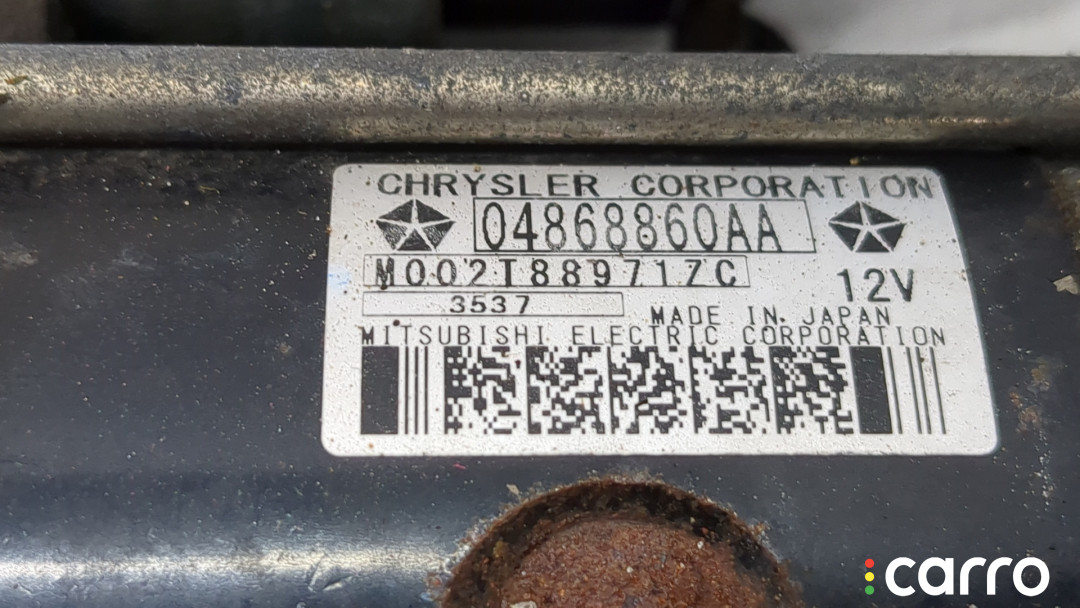 CHRYSLER CORPORATION
04868860AA
M002T88971ZC
12V
3537
MADE IN JAPAN
MITSUBISHI ELECTRIC CORPORATION
carro